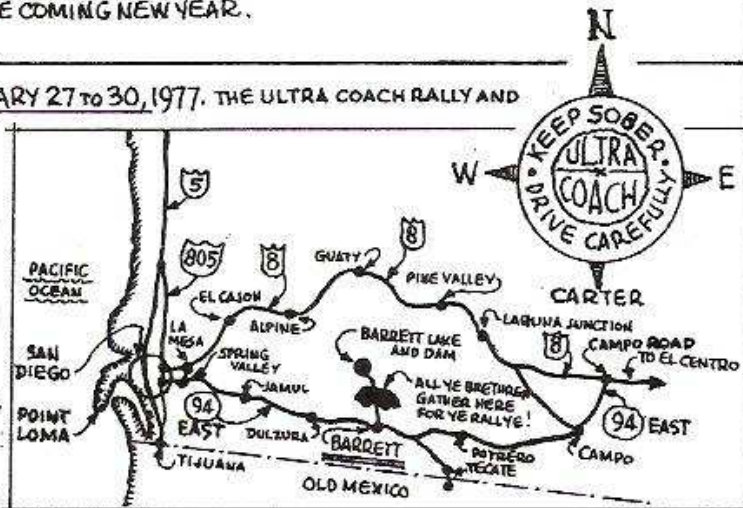 E COMING NEW YEAR.
ARY 27 TO 30, 1977. THE ULTRA COACH RALLY AND
N
KEEP SOBER
ULTRA
COACH
DRIVE CAREFULLY
W
E
CARTER
5
805
8
GUATY
8
PINE VALLEY
PACIFIC
OCEAN
EL CAJON
ALPINE
LAGUNA JUNCTION
8
CAMPO ROAD
TO EL CENTRO
LA
MESA
BARRETT LAKE
AND DAM
SAN
DIEGO
SPRING
VALLEY
JAMUL
ALL YE BRETHRE
GATHER HERE
FOR YE RALLYE!
94
EAST
94 EAST
POINT
LOMA
DULZURA
BARRETT
POTRERO
TECATE
CAMPO
TIJUANA
OLD MEXICO